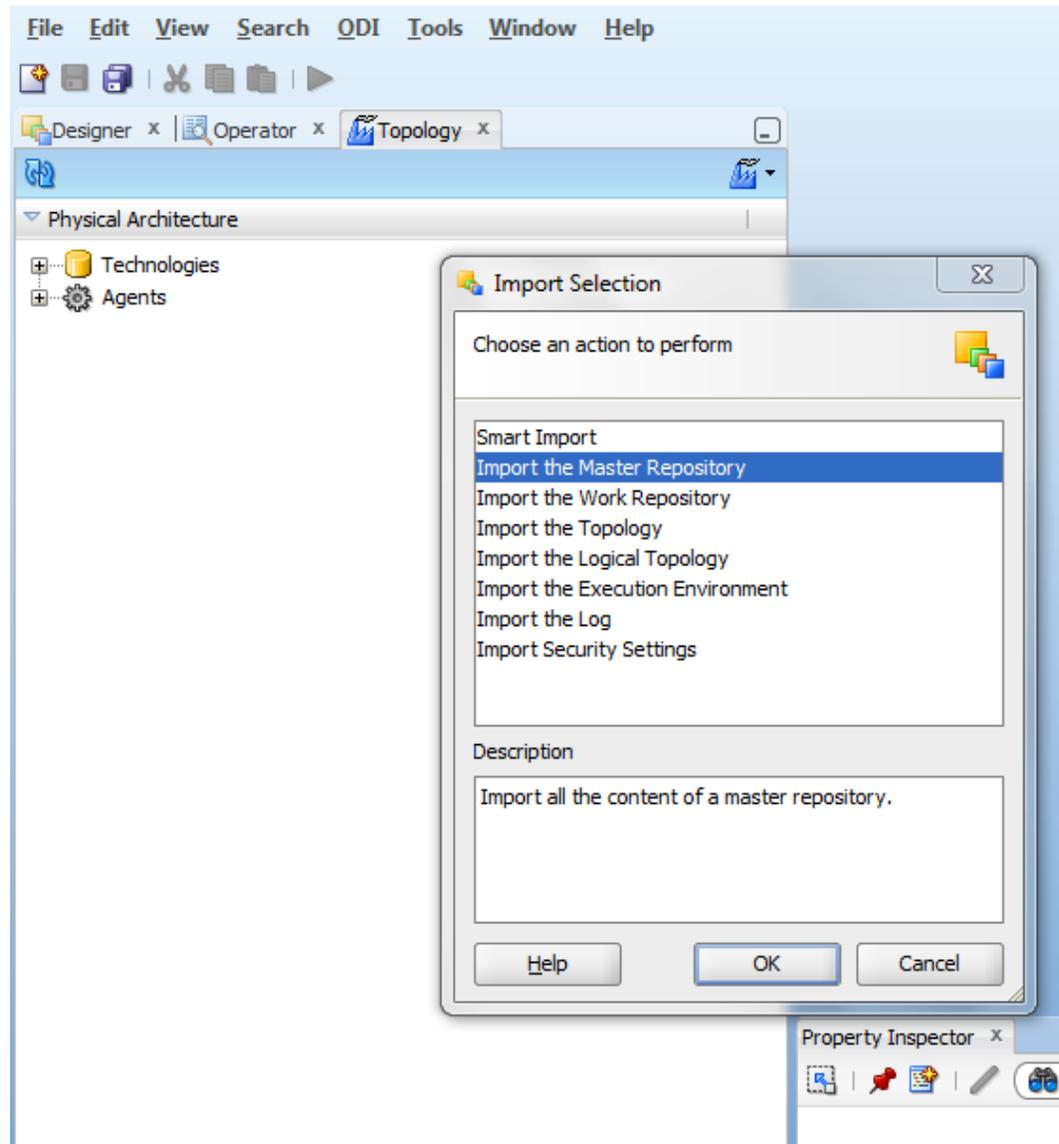 File Edit View Search ODI Tools Window Help
Designer x Operator x Topology x
Physical Architecture
Technologies
Agents
Import Selection
Choose an action to perform
Smart Import
Import the Master Repository
Import the Work Repository
Import the Topology
Import the Logical Topology
Import the Execution Environment
Import the Log
Import Security Settings
Description
Import all the content of a master repository.
Help OK Cancel
Property Inspector x